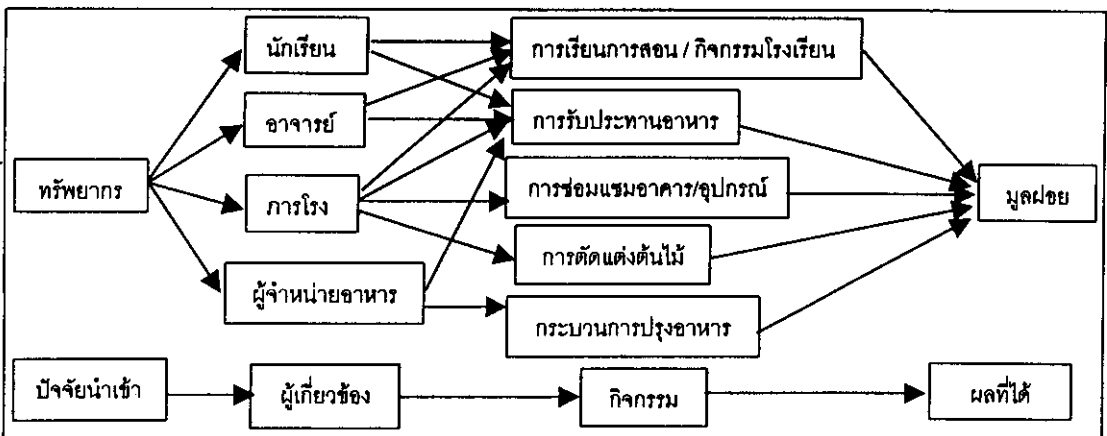 นักเรียน
การเรียนการสอน / กิจกรรมโรงเรียน
อาจารย์
การรับประทานอาหาร
ทรัพยากร
ภารโรง
การซ่อมแซมอาคาร/อุปกรณ์
มูลฝอย
การตัดแต่งต้นไม้
ผู้จำหน่ายอาหาร
กระบวนการปรุงอาหาร
ปัจจัยนำเข้า
ผู้เกี่ยวข้อง
กิจกรรม
ผลที่ได้